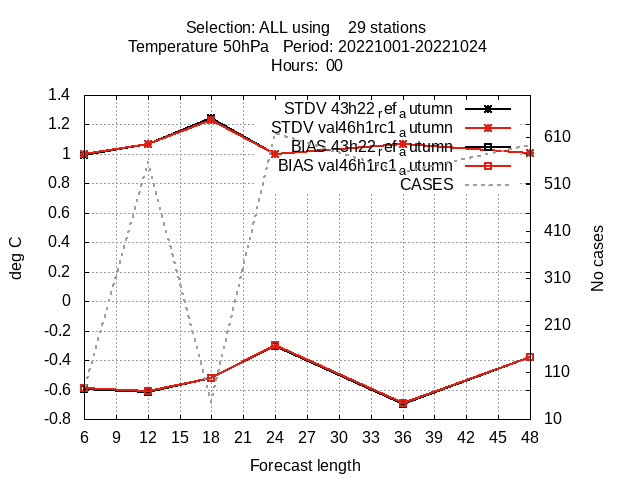 Selection: ALL using    29 stations
Temperature 50hPa   Period: 20221001-20221024
Hours:  00
STDV 43h22_ref_autumn
STDV val46h1rc1_autumn
BIAS 43h22_ref_autumn
BIAS val46h1rc1_autumn
CASES
1.4
1.2
1
0.8
0.6
0.4
0.2
0
-0.2
-0.4
-0.6
-0.8
deg C
610
510
410
310
210
110
10
No cases
6 9 12 15 18 21 24 27 30 33 36 39 42 45 48
Forecast length